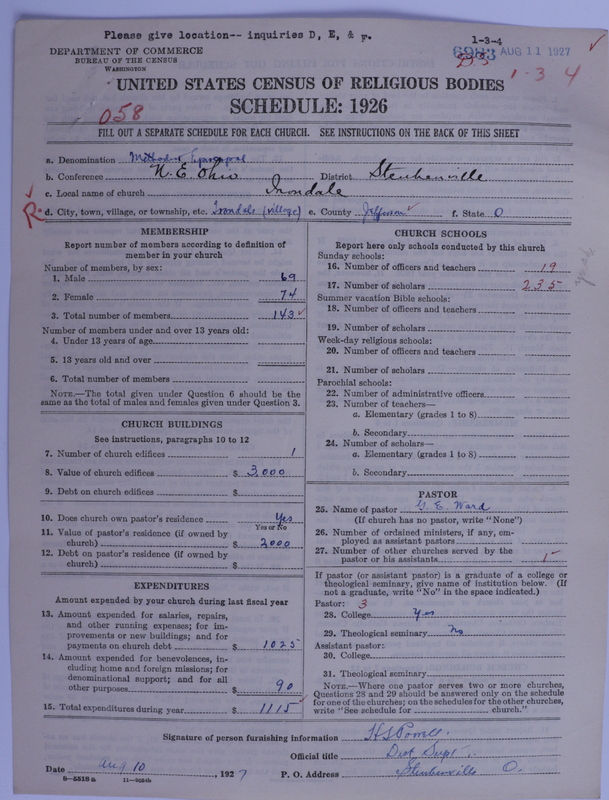 Please give location-- inquiries D, E, & F.
1-3-4
DEPARTMENT OF COMMERCE
BUREAU OF THE CENSUS
WASHINGTON
AUG 11 1927
1-3 4
UNITED STATES CENSUS OF RELIGIOUS BODIES
SCHEDULE: 1926
058
FILL OUT A SEPARATE SCHEDULE FOR EACH CHURCH. SEE INSTRUCTIONS ON THE BACK OF THIS SHEET
a. Denomination Methodist Episcopal
b. Conference N. E. Ohio District Steubenville
c. Local name of church Irondale
R. d. City, town, village, or township, etc. Irondale (village) e. County Jefferson f. State O
MEMBERSHIP
Report number of members according to definition of member in your church
Number of members, by sex:
1. Male 69
2. Female 74
3. Total number of members 143
Number of members under and over 13 years old:
4. Under 13 years of age
5. 13 years old and over
6. Total number of members
NOTE.—The total given under Question 6 should be the same as the total of males and females given under Question 3.
CHURCH BUILDINGS
See instructions, paragraphs 10 to 12
7. Number of church edifices 1
8. Value of church edifices $ 3,000
9. Debt on church edifices $
10. Does church own pastor's residence Yes
Yes or No
11. Value of pastor's residence (if owned by church) $ 2000
12. Debt on pastor's residence (if owned by church) $
EXPENDITURES
Amount expended by your church during last fiscal year
13. Amount expended for salaries, repairs, and other running expenses; for improvements or new buildings; and for payments on church debt $ 1025
14. Amount expended for benevolences, including home and foreign missions; for denominational support; and for all other purposes $ 90
15. Total expenditures during year $ 1115
CHURCH SCHOOLS
Report here only schools conducted by this church
Sunday schools:
16. Number of officers and teachers 19
17. Number of scholars 235
Summer vacation Bible schools:
18. Number of officers and teachers
19. Number of scholars
Week-day religious schools:
20. Number of officers and teachers
21. Number of scholars
Parochial schools:
22. Number of administrative officers
23. Number of teachers—
a. Elementary (grades 1 to 8)
b. Secondary
24. Number of scholars—
a. Elementary (grades 1 to 8)
b. Secondary
PASTOR
25. Name of pastor G. E. Ward
(If church has no pastor, write "None")
26. Number of ordained ministers, if any, employed as assistant pastors
27. Number of other churches served by the pastor or his assistants 1
If pastor (or assistant pastor) is a graduate of a college or theological seminary, give name of institution below. (If not a graduate, write "No" in the space indicated.)
Pastor: 3
28. College Yes
29. Theological seminary No
Assistant pastor:
30. College
31. Theological seminary
NOTE.—Where one pastor serves two or more churches, Questions 28 and 29 should be answered only on the schedule for one of the churches; on the schedules for the other churches, write "See schedule for church."
Signature of person furnishing information H S Powell
Official title Dist Supt.
Date Aug 10, 1927 P. O. Address Steubenville O.
8—5518a 11—9054b